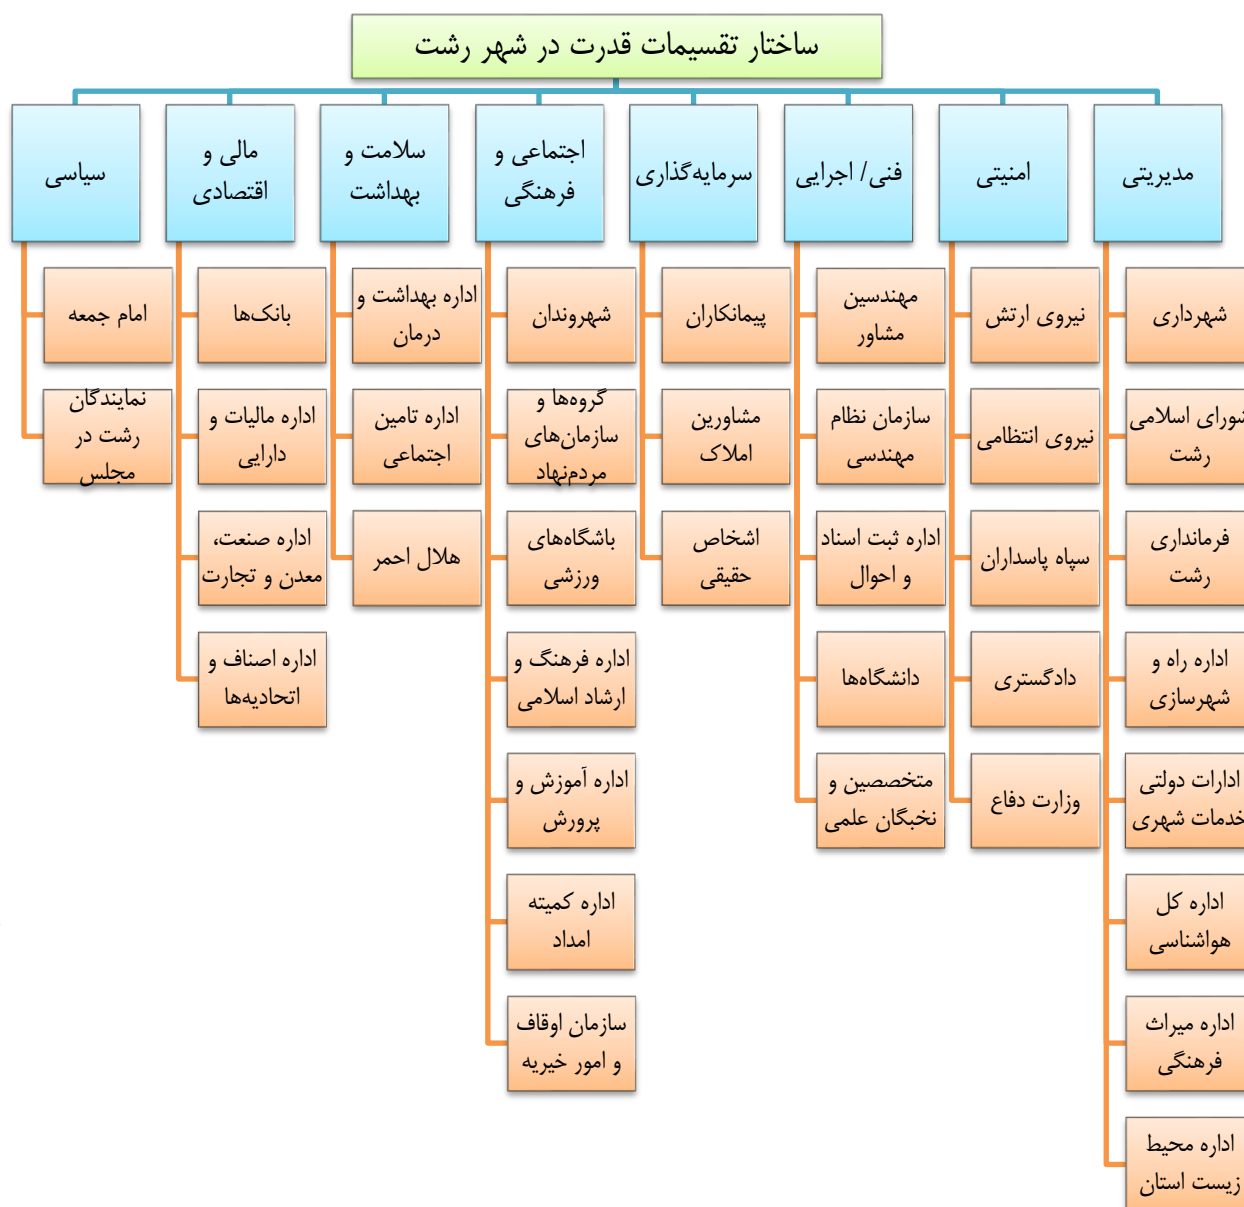 ساختار تقسیمات قدرت در شهر رشت
مدیریتی
شهرداری
شورای اسلامی
رشت
فرمانداری
رشت
اداره راه و
شهرسازی
ادارات دولتی
خدمات شهری
اداره کل
هواشناسی
اداره میراث
فرهنگی
اداره محیط
زیست استان
امنیتی
نیروی ارتش
نیروی انتظامی
سپاه پاسداران
دادگستری
وزارت دفاع
فنی/ اجرایی
مهندسین
مشاور
سازمان نظام
مهندسی
اداره ثبت اسناد
و احوال
دانشگاه‌ها
متخصصین و
نخبگان علمی
سرمایه‌گذاری
پیمانکاران
مشاورین
املاک
اشخاص
حقیقی
اجتماعی و
فرهنگی
شهروندان
گروه‌ها و
سازمان‌های
مردم‌نهاد
باشگاه‌های
ورزشی
اداره فرهنگ و
ارشاد اسلامی
اداره آموزش و
پرورش
اداره کمیته
امداد
سازمان اوقاف
و امور خیریه
سلامت و
بهداشت
اداره بهداشت و
درمان
اداره تامین
اجتماعی
هلال احمر
مالی و
اقتصادی
بانک‌ها
اداره مالیات و
دارایی
اداره صنعت،
معدن و تجارت
اداره اصناف و
اتحادیه‌ها
سیاسی
امام جمعه
نمایندگان
رشت در
مجلس